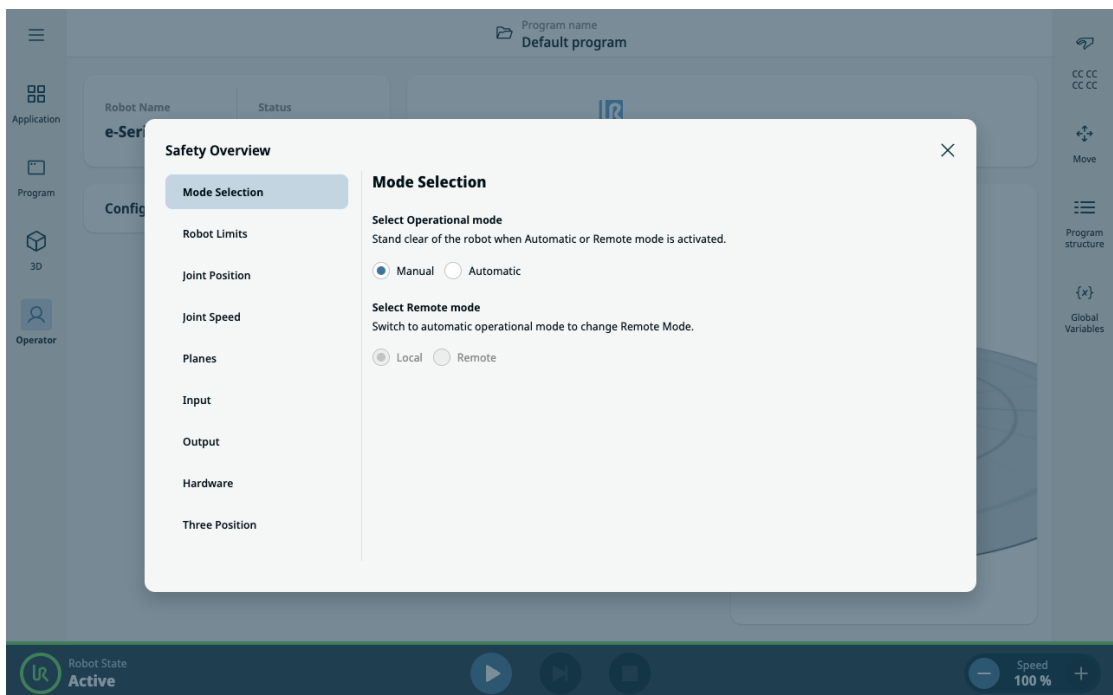 Program name
Default program
Application
Program
3D
Operator
Robot Name
Status
e-Seri
Config
Safety Overview
Mode Selection
Robot Limits
Joint Position
Joint Speed
Planes
Input
Output
Hardware
Three Position
Mode Selection
Select Operational mode
Stand clear of the robot when Automatic or Remote mode is activated.
Manual Automatic
Select Remote mode
Switch to automatic operational mode to change Remote Mode.
Local Remote
CC CC
CC CC
Move
Program
structure
{x}
Global
Variables
UR
Robot State
Active
Speed
100 %